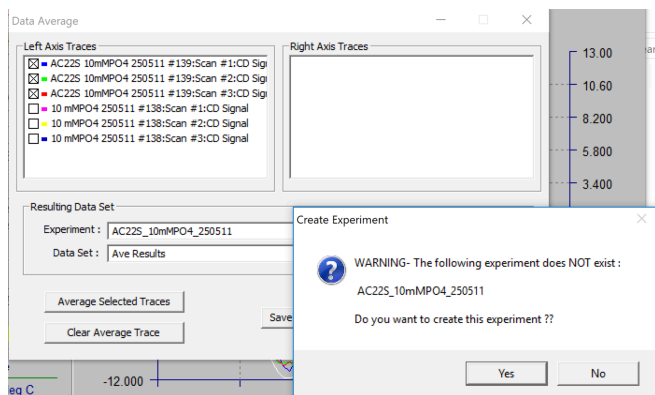 Data Average
Left Axis Traces
Right Axis Traces
AC22S 10mMPO4 250511 #139:Scan #1:CD Sig
AC22S 10mMPO4 250511 #139:Scan #2:CD Sig
AC22S 10mMPO4 250511 #139:Scan #3:CD Sig
10 mMPO4 250511 #138:Scan #1:CD Signal
10 mMPO4 250511 #138:Scan #2:CD Signal
10 mMPO4 250511 #138:Scan #3:CD Signal
13.00
10.60
8.200
5.800
3.400
Resulting Data Set
Experiment : AC22S_10mMPO4_250511
Data Set : Ave Results
Average Selected Traces
Clear Average Trace
Save
Create Experiment
WARNING- The following experiment does NOT exist :
AC22S_10mMPO4_250511
Do you want to create this experiment ??
Yes
No
-12.000
eg C